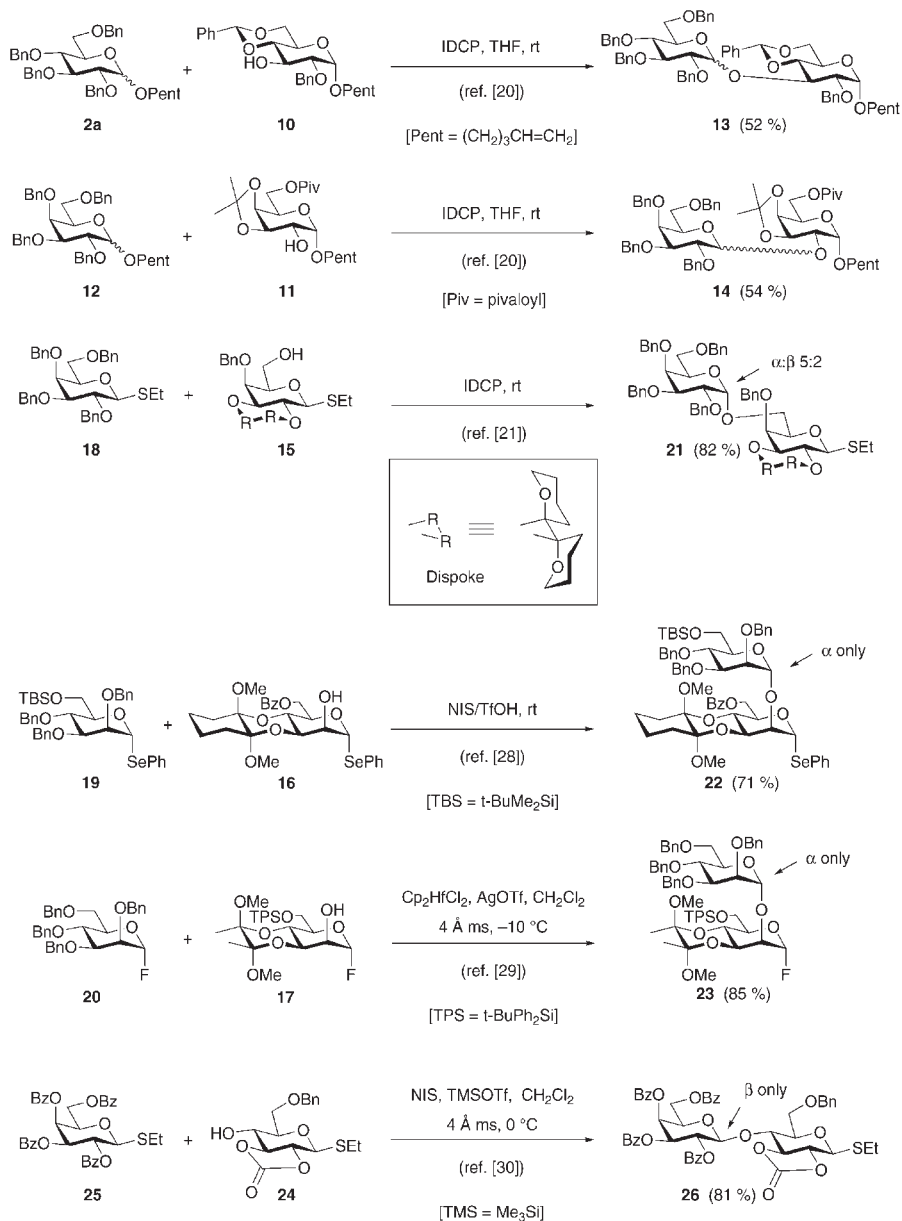 OBn
BnO
BnO
BnO
OPent
2a
+
Ph
O
O
O
HO
BnO
OPent
10
IDCP, THF, rt
(ref. [20])
[Pent = (CH2)3CH=CH2]
OBn
BnO
BnO
BnO
O
Ph
O
O
O
BnO
OPent
13 (52 %)
BnO
OBn
O
BnO
BnO
OPent
12
+
OPiv
O
O
O
OH
OPent
11
IDCP, THF, rt
(ref. [20])
[Piv = pivaloyl]
BnO
OBn
O
BnO
BnO
OPiv
O
O
O
O
OPent
14 (54 %)
BnO
OBn
O
BnO
SEt
OBn
18
+
OH
BnO
O
O
SEt
R
R
O
15
IDCP, rt
(ref. [21])
BnO
OBn
α:β 5:2
O
BnO
BnO
O
BnO
O
SEt
O
R
R
O
21 (82 %)
R
R
Dispoke
O
O
TBSO
OBn
O
BnO
BnO
SePh
19
+
OMe
BzO
OH
O
O
O
OMe
SePh
16
NIS/TfOH, rt
(ref. [28])
[TBS = t-BuMe2Si]
TBSO
OBn
O
BnO
BnO
α only
O
OMe
BzO
O
O
O
OMe
SePh
22 (71 %)
BnO
OBn
O
BnO
BnO
F
20
+
OMe
TPSO
OH
O
O
O
OMe
F
17
Cp2HfCl2, AgOTf, CH2Cl2
4 Å ms, –10 °C
(ref. [29])
[TPS = t-BuPh2Si]
BnO
OBn
O
BnO
BnO
α only
O
MeO
TPSO
O
O
O
OMe
F
23 (85 %)
BzO
OBz
O
BzO
SEt
OBz
25
+
OBn
HO
O
SEt
O
O
O
24
NIS, TMSOTf, CH2Cl2
4 Å ms, 0 °C
(ref. [30])
[TMS = Me3Si]
BzO
OBz
β only
OBn
O
BzO
OBz
O
O
SEt
O
O
O
26 (81 %)